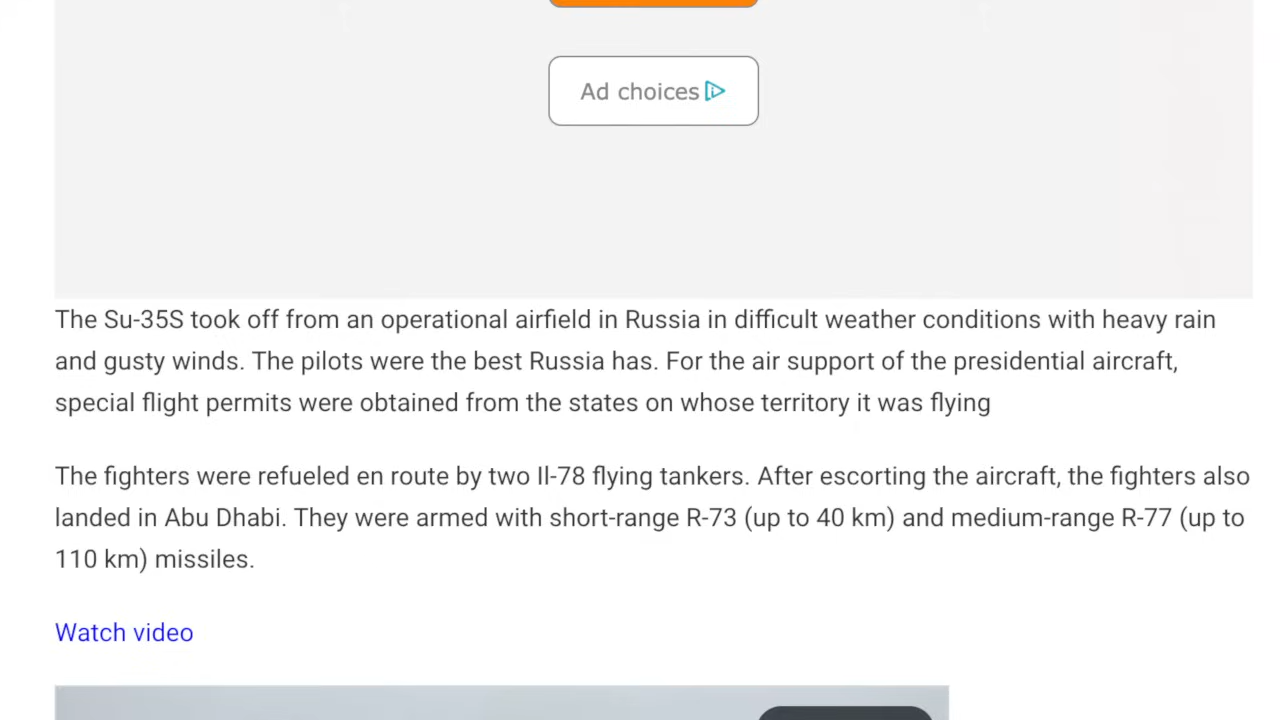 Ad choices
The Su-35S took off from an operational airfield in Russia in difficult weather conditions with heavy rain
and gusty winds. The pilots were the best Russia has. For the air support of the presidential aircraft,
special flight permits were obtained from the states on whose territory it was flying
The fighters were refueled en route by two Il-78 flying tankers. After escorting the aircraft, the fighters also
landed in Abu Dhabi. They were armed with short-range R-73 (up to 40 km) and medium-range R-77 (up to
110 km) missiles.
Watch video